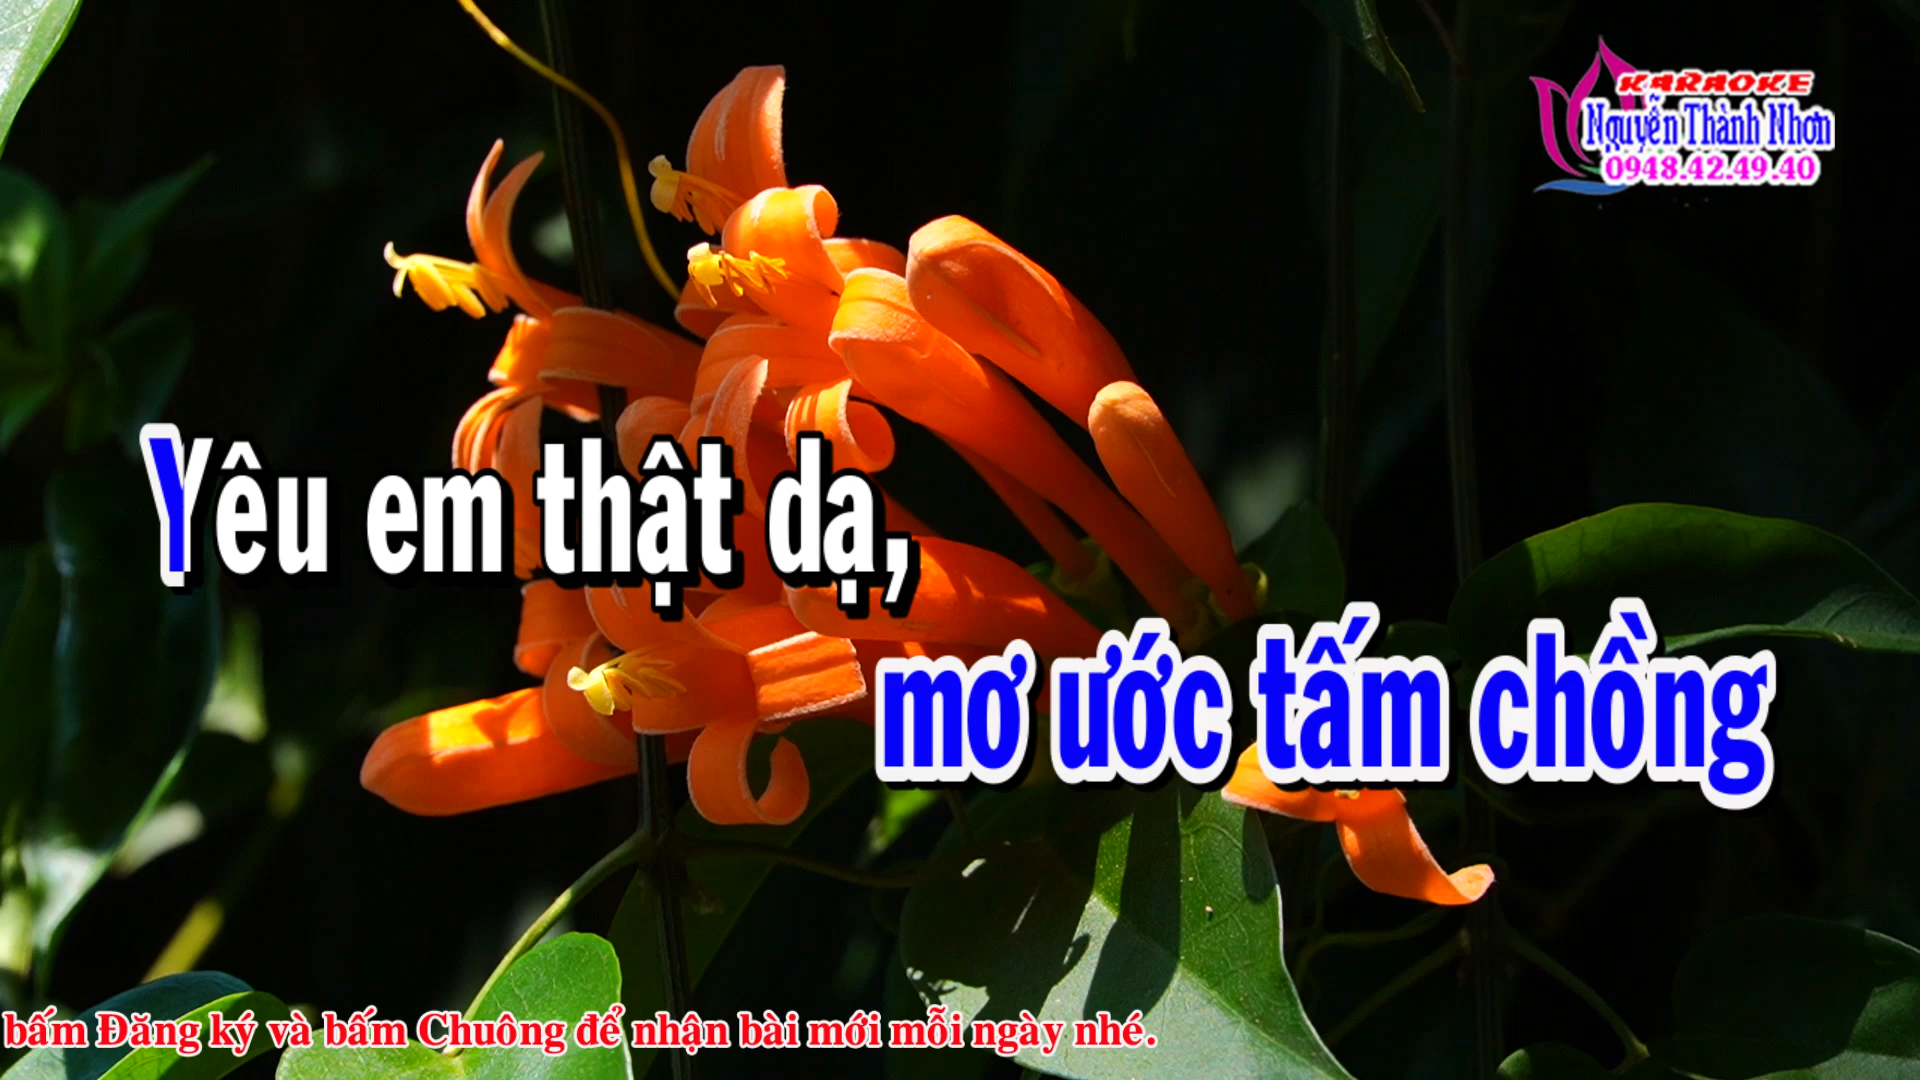 KARAOKE
Nguyễn Thành Nhơn
0948.42.49.40
Yêu em thật dạ,
mơ ước tấm chồng
bấm Đăng ký và bấm Chuông để nhận bài mới mỗi ngày nhé.